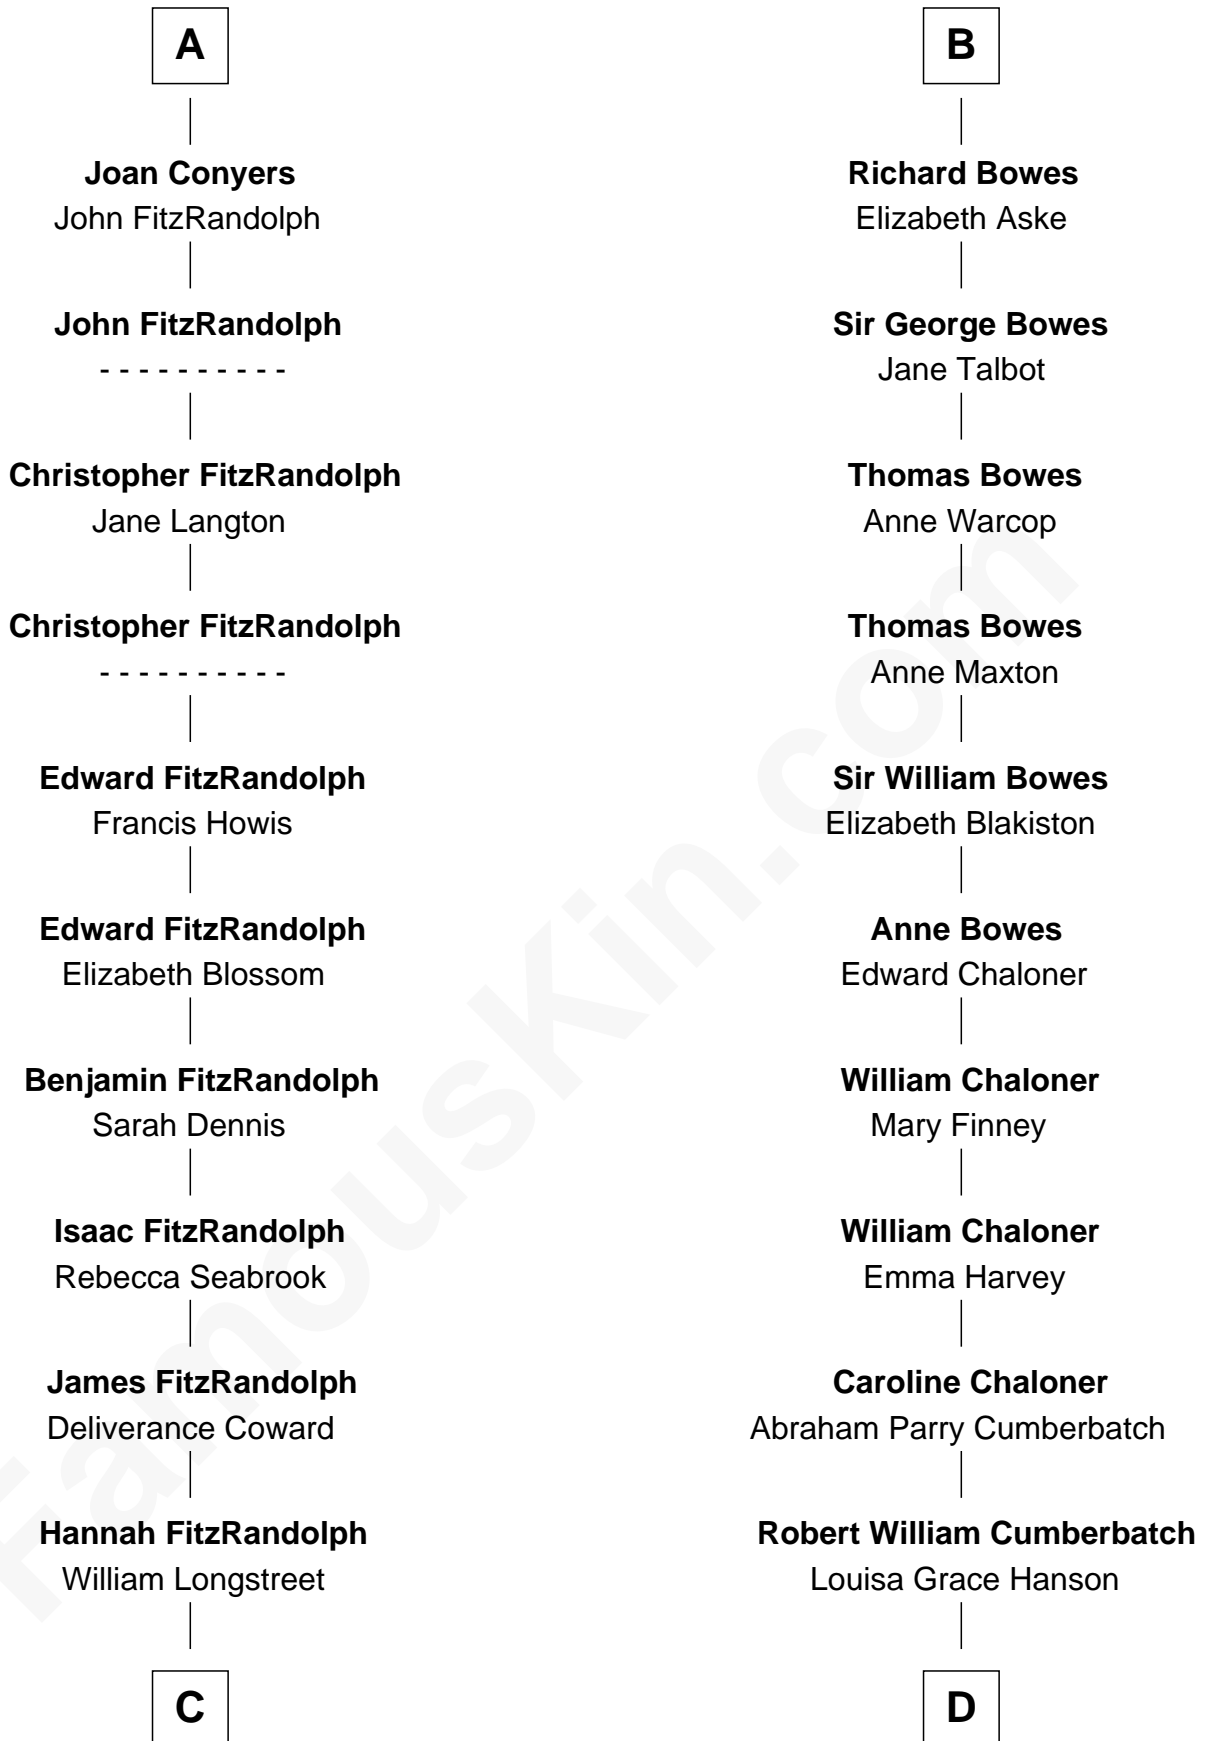 A
Joan Conyers
John FitzRandolph
John FitzRandolph
- - - - - - - - - -
Christopher FitzRandolph
Jane Langton
Christopher FitzRandolph
- - - - - - - - - -
Edward FitzRandolph
Francis Howis
Edward FitzRandolph
Elizabeth Blossom
Benjamin FitzRandolph
Sarah Dennis
Isaac FitzRandolph
Rebecca Seabrook
James FitzRandolph
Deliverance Coward
Hannah FitzRandolph
William Longstreet
C
B
Richard Bowes
Elizabeth Aske
Sir George Bowes
Jane Talbot
Thomas Bowes
Anne Warcop
Thomas Bowes
Anne Maxton
Sir William Bowes
Elizabeth Blakiston
Anne Bowes
Edward Chaloner
William Chaloner
Mary Finney
William Chaloner
Emma Harvey
Caroline Chaloner
Abraham Parry Cumberbatch
Robert William Cumberbatch
Louisa Grace Hanson
D
FamousKin.com